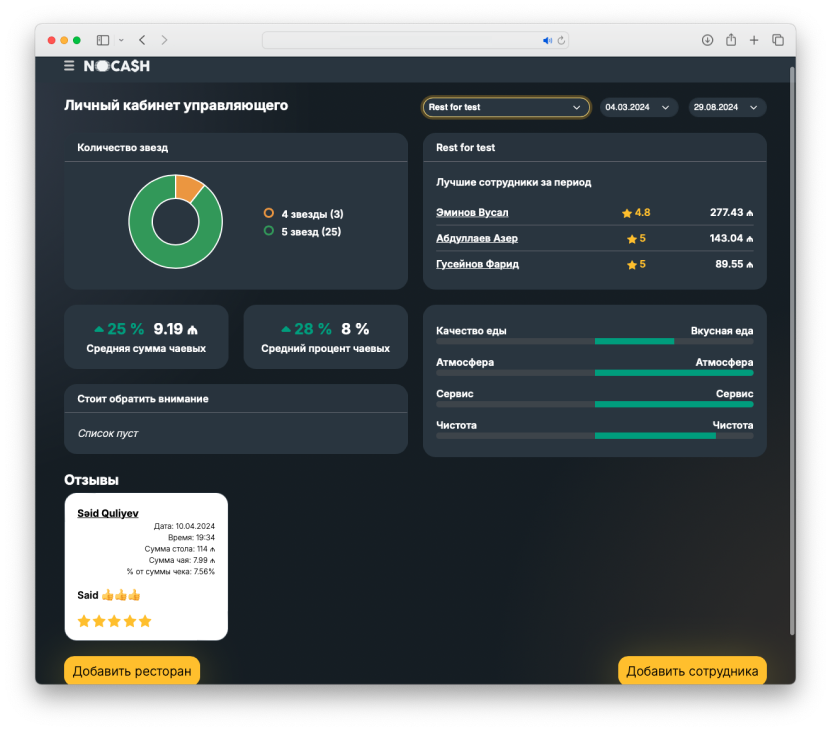 NOCA$H
Личный кабинет управляющего
Rest for test
04.03.2024
29.08.2024
Количество звезд
4 звезды (3)
5 звезд (25)
Rest for test
Лучшие сотрудники за период
Эминов Вусал 4.8 277.43 ₼
Абдуллаев Азер 5 143.04 ₼
Гусейнов Фарид 5 89.55 ₼
25 % 9.19 ₼
Средняя сумма чаевых
28 % 8 %
Средний процент чаевых
Стоит обратить внимание
Список пуст
Качество еды Вкусная еда
Атмосфера Атмосфера
Сервис Сервис
Чистота Чистота
Отзывы
Səid Quliyev
Дата: 10.04.2024
Время: 19:34
Сумма стола: 114 ₼
Сумма чая: 7.99 ₼
% от суммы чека: 7.56%
Said 👍👍👍
Добавить ресторан
Добавить сотрудника